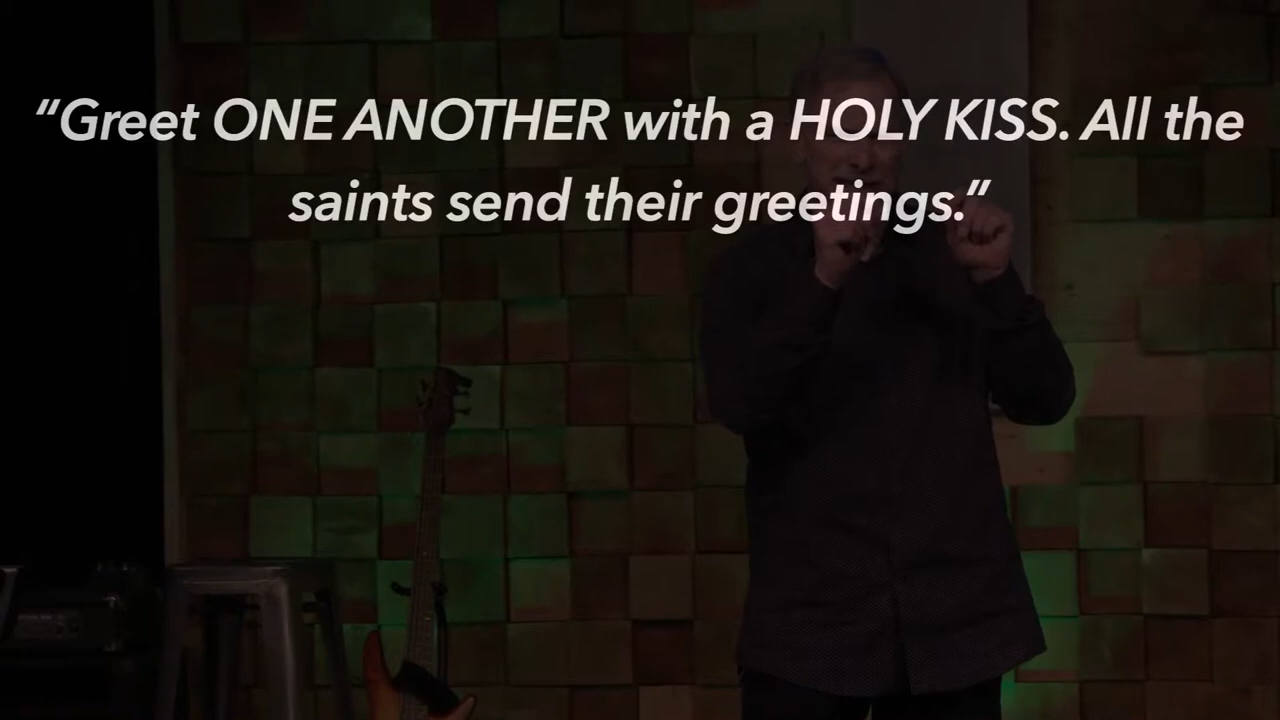 “Greet ONE ANOTHER with a HOLY KISS. All the
saints send their greetings.”